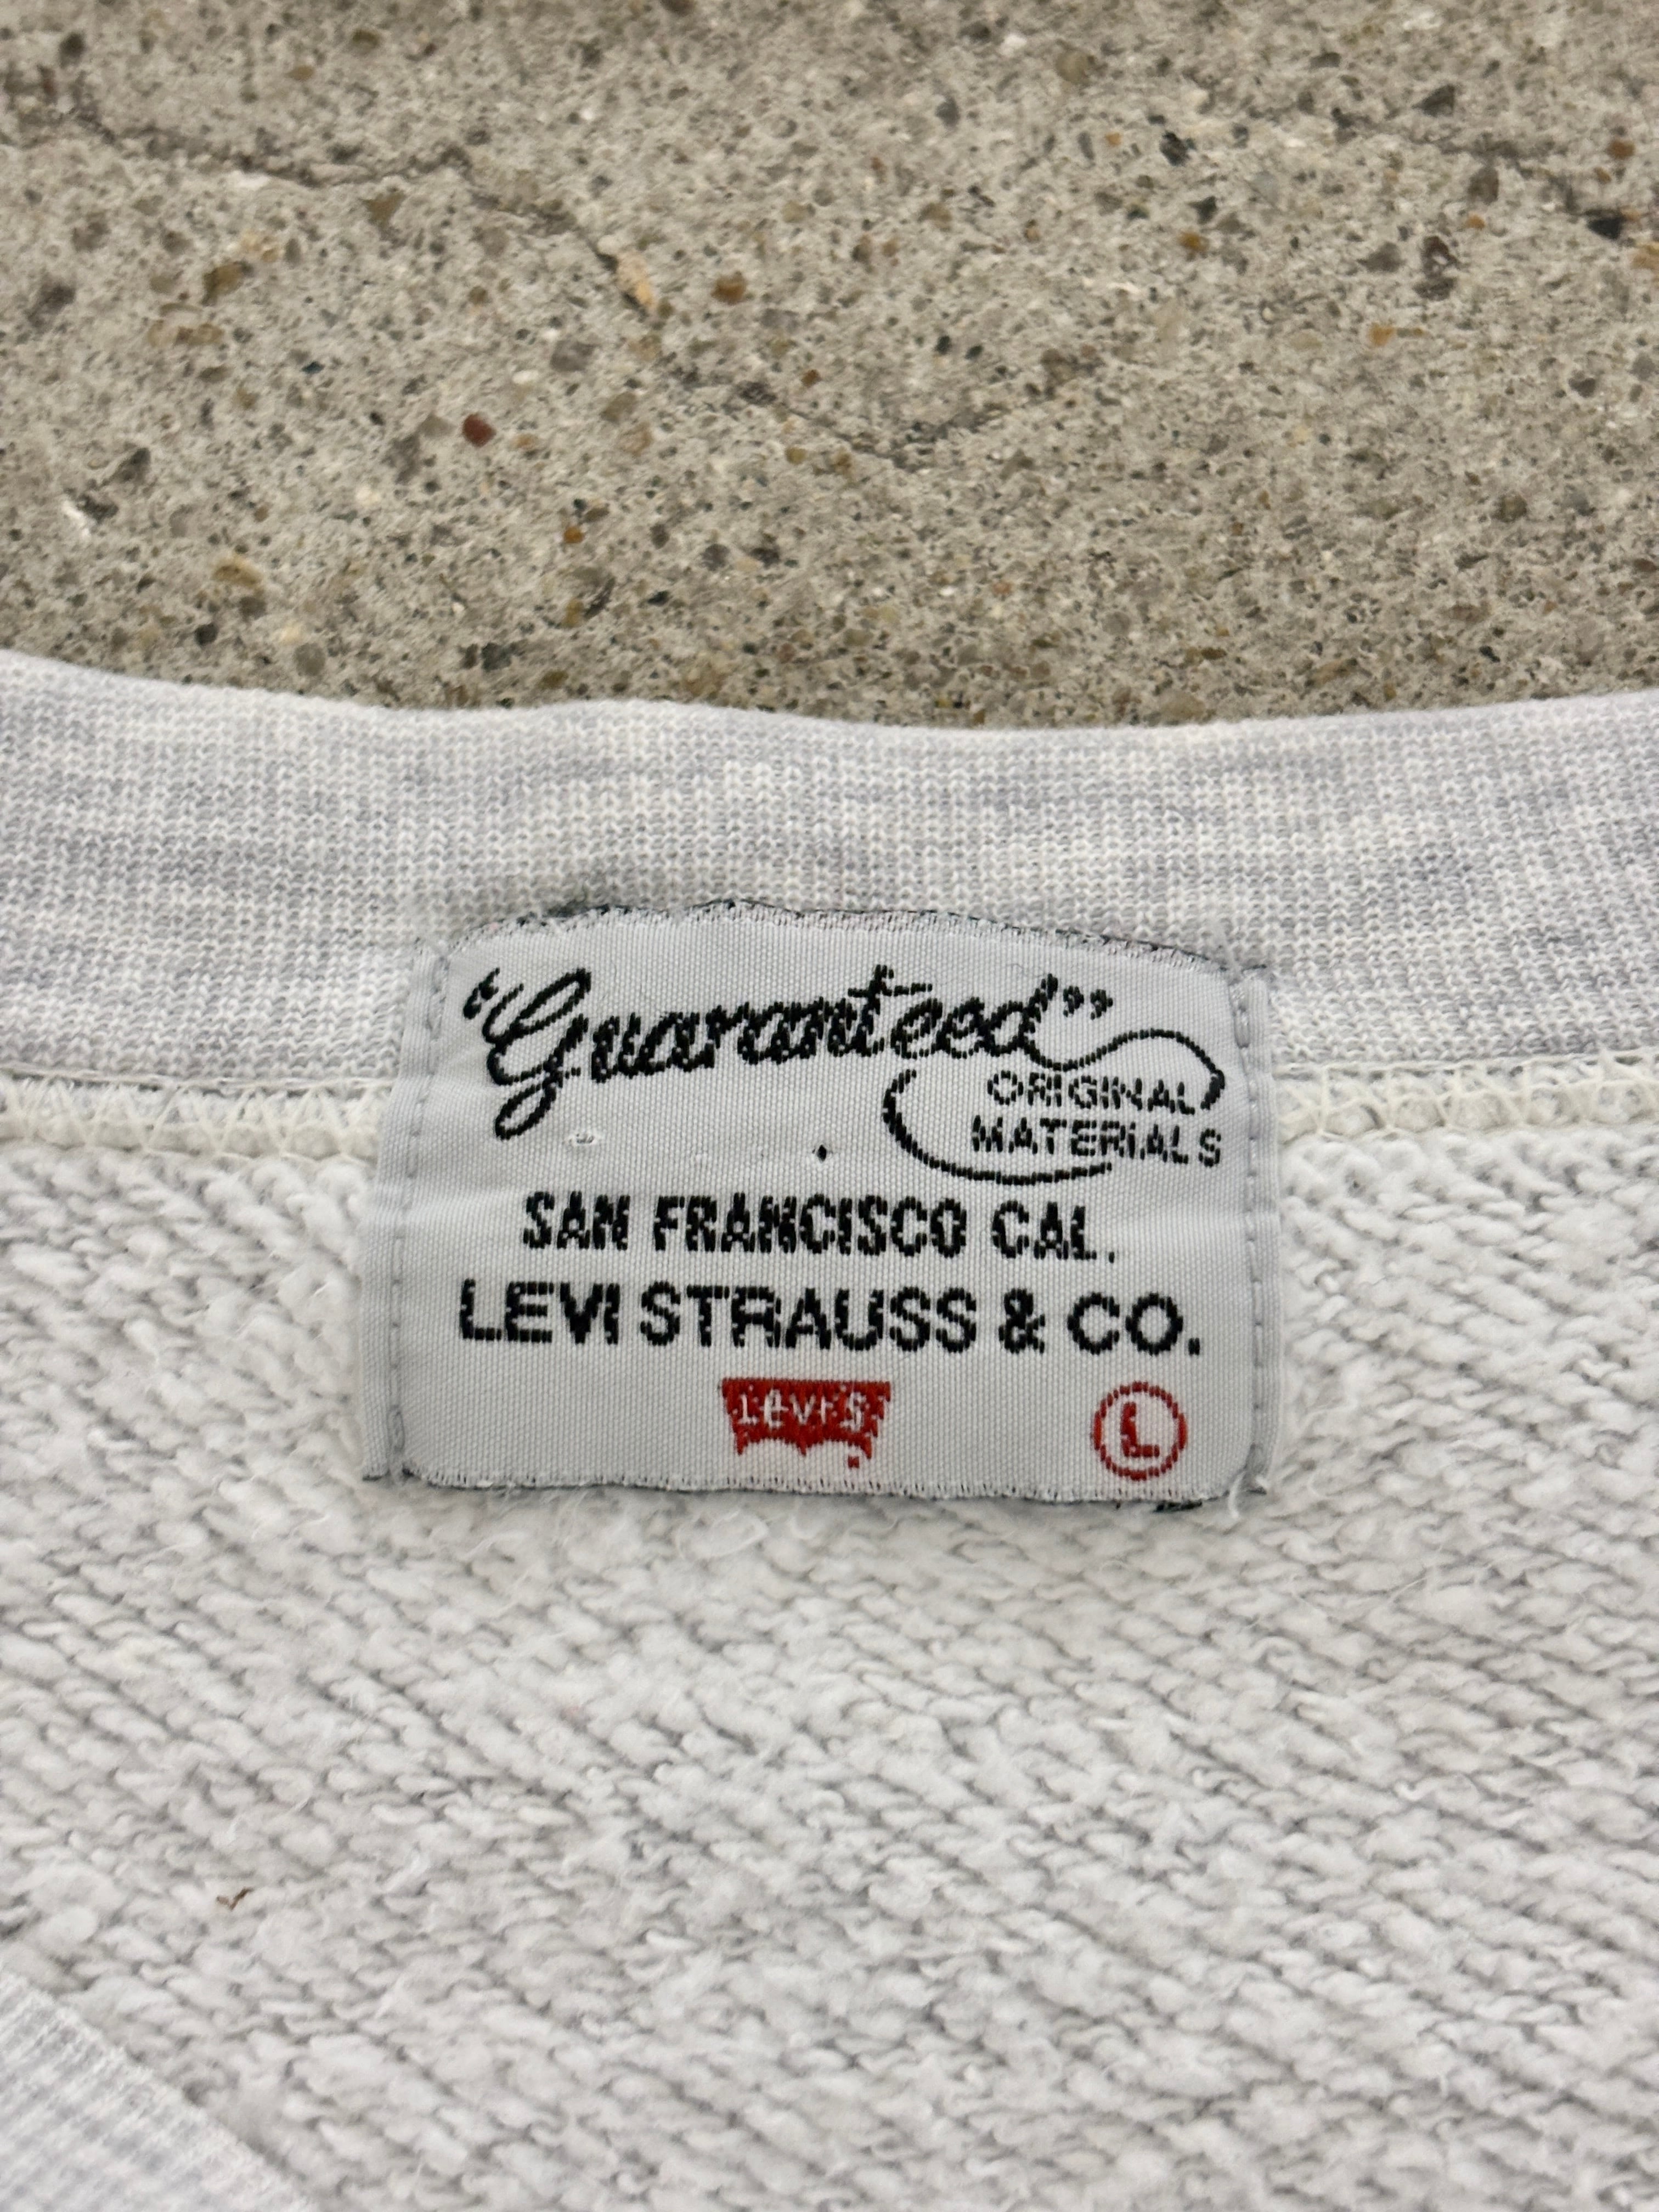 "Guaranteed"
ORIGINAL
MATERIALS
SAN FRANCISCO CAL.
LEVI STRAUSS & CO.
Levi's
L